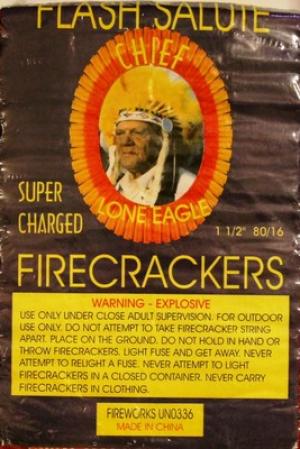 FLASH SALUTE
CHIEF
LONE EAGLE
SUPER
CHARGED
1 1/2" 80/16
FIRECRACKERS
WARNING - EXPLOSIVE
USE ONLY UNDER CLOSE ADULT SUPERVISION. FOR OUTDOOR
USE ONLY. DO NOT ATTEMPT TO TAKE FIRECRACKER STRING
APART. PLACE ON THE GROUND. DO NOT HOLD IN HAND OR
THROW FIRECRACKERS. LIGHT FUSE AND GET AWAY. NEVER
ATTEMPT TO RELIGHT A FUSE. NEVER ATTEMPT TO LIGHT
FIRECRACKERS IN A CLOSED CONTAINER. NEVER CARRY
FIRECRACKERS IN CLOTHING.
FIREWORKS UN0336
MADE IN CHINA